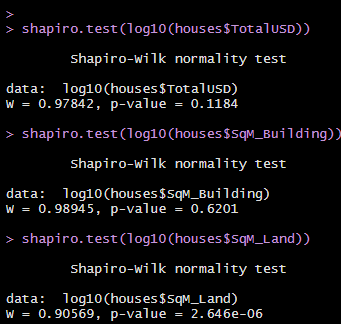 >
> shapiro.test(log10(houses$TotalUSD))
Shapiro-Wilk normality test
data:  log10(houses$TotalUSD)
W = 0.97842, p-value = 0.1184
> shapiro.test(log10(houses$SqM_Building))
Shapiro-Wilk normality test
data:  log10(houses$SqM_Building)
W = 0.98945, p-value = 0.6201
> shapiro.test(log10(houses$SqM_Land))
Shapiro-Wilk normality test
data:  log10(houses$SqM_Land)
W = 0.90569, p-value = 2.646e-06